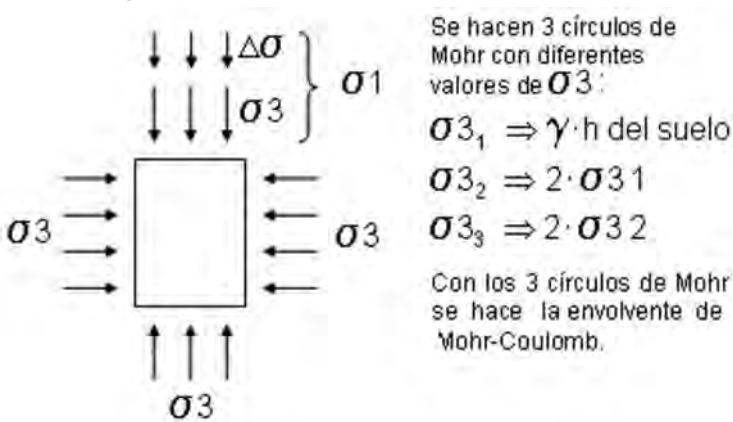 Δσ
σ3
σ1
σ3
σ3
σ3
Se hacen 3 círculos de
Mohr con diferentes
valores de σ3:
σ3₁ ⇒ γ·h del suelo
σ3₂ ⇒ 2·σ31
σ3₃ ⇒ 2·σ32
Con los 3 círculos de Mohr
se hace la envolvente de
Mohr-Coulomb.